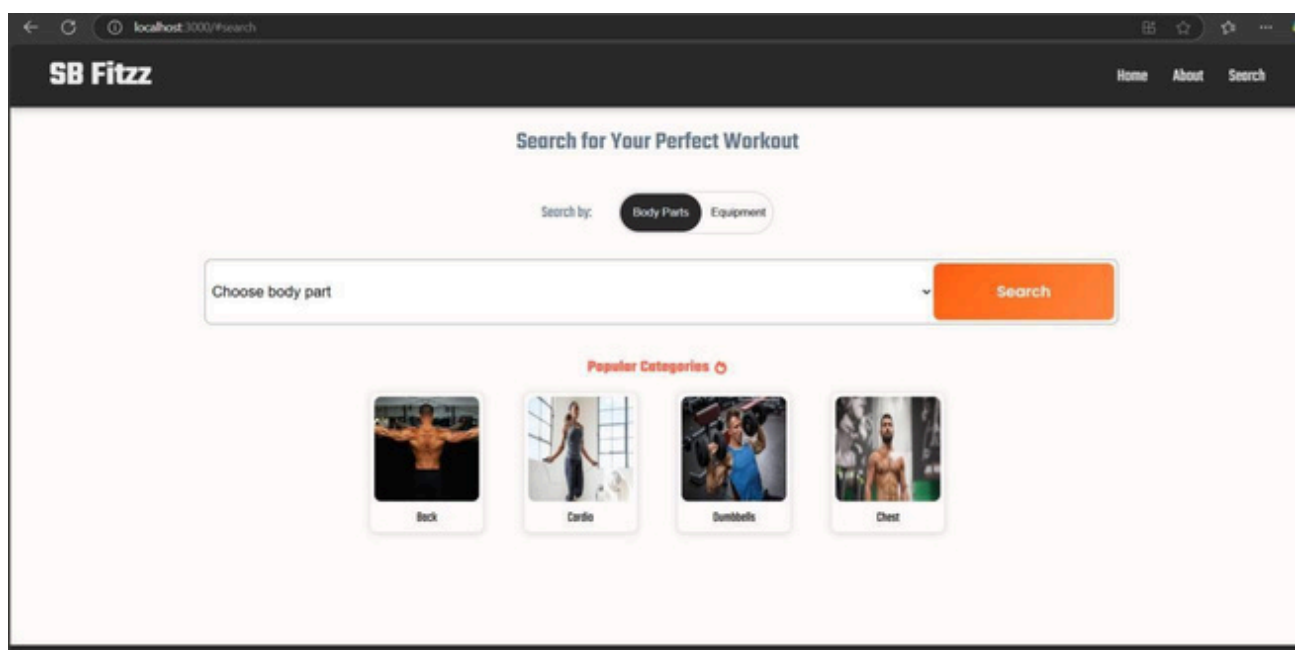 localhost:3000/#search
SB Fitzz
Home About Search
Search for Your Perfect Workout
Search by: Body Parts Equipment
Choose body part
Search
Popular Categories
Back Cardio Dumbbells Chest